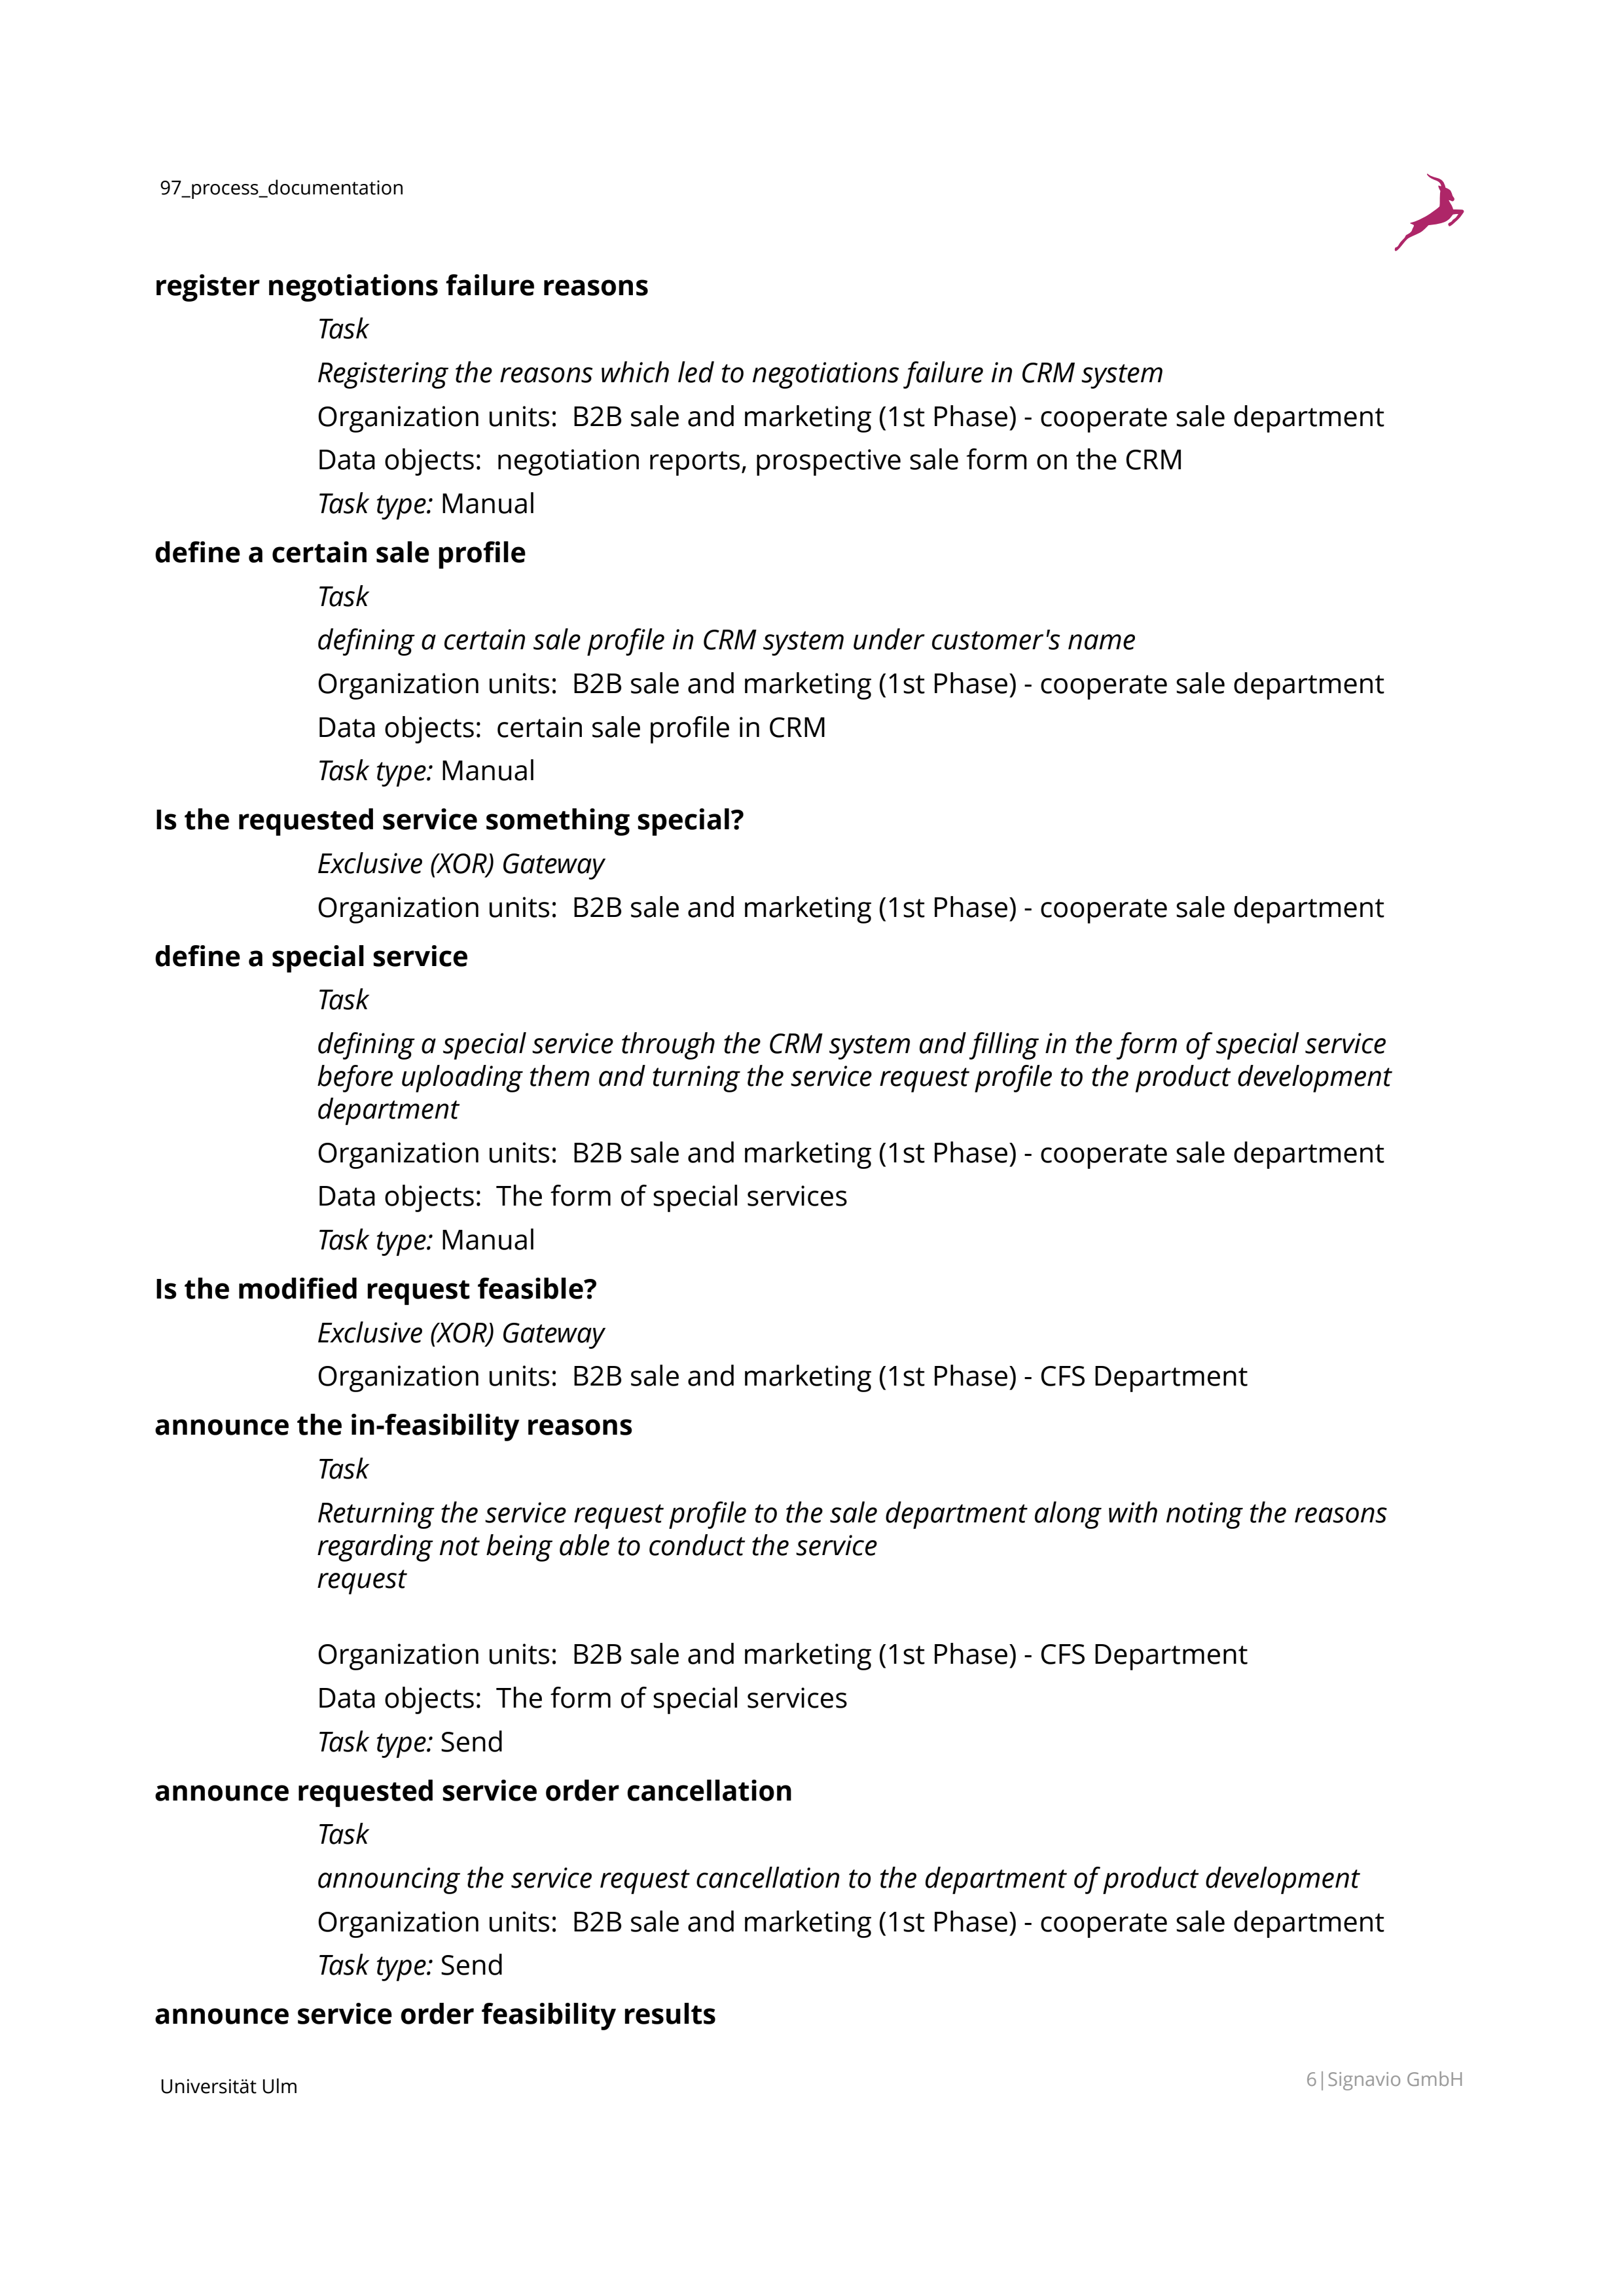 97_process_documentation
register negotiations failure reasons
Task
Registering the reasons which led to negotiations failure in CRM system
Organization units:  B2B sale and marketing (1st Phase) - cooperate sale department
Data objects:  negotiation reports, prospective sale form on the CRM
Task type: Manual
define a certain sale profile
Task
defining a certain sale profile in CRM system under customer's name
Organization units:  B2B sale and marketing (1st Phase) - cooperate sale department
Data objects:  certain sale profile in CRM
Task type: Manual
Is the requested service something special?
Exclusive (XOR) Gateway
Organization units:  B2B sale and marketing (1st Phase) - cooperate sale department
define a special service
Task
defining a special service through the CRM system and filling in the form of special service
before uploading them and turning the service request profile to the product development
department
Organization units:  B2B sale and marketing (1st Phase) - cooperate sale department
Data objects:  The form of special services
Task type: Manual
Is the modified request feasible?
Exclusive (XOR) Gateway
Organization units:  B2B sale and marketing (1st Phase) - CFS Department
announce the in-feasibility reasons
Task
Returning the service request profile to the sale department along with noting the reasons
regarding not being able to conduct the service
request
Organization units:  B2B sale and marketing (1st Phase) - CFS Department
Data objects:  The form of special services
Task type: Send
announce requested service order cancellation
Task
announcing the service request cancellation to the department of product development
Organization units:  B2B sale and marketing (1st Phase) - cooperate sale department
Task type: Send
announce service order feasibility results
Universität Ulm
6|Signavio GmbH